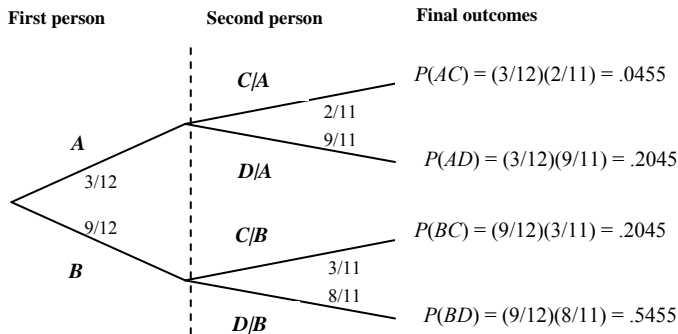 First person Second person Final outcomes
C/A P(AC) = (3/12)(2/11) = .0455
2/11
A 9/11
3/12 D/A P(AD) = (3/12)(9/11) = .2045
9/12 C/B P(BC) = (9/12)(3/11) = .2045
B 3/11
8/11
D/B P(BD) = (9/12)(8/11) = .5455